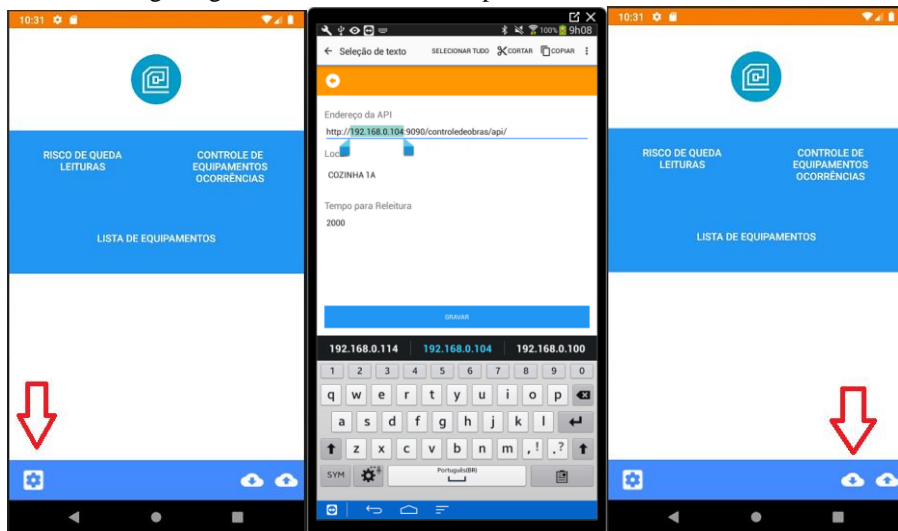 10:31
RISCO DE QUEDA
LEITURAS
CONTROLE DE
EQUIPAMENTOS
OCORRÊNCIAS
LISTA DE EQUIPAMENTOS
100% 9h08
Seleção de texto SELECIONAR TUDO CORTAR COPIAR
Endereço da API
http://192.168.0.104:9090/controledeobras/api/
COZINHA 1A
Tempo para Releitura
2000
GRAVAR
192.168.0.114 192.168.0.104 192.168.0.100
1 2 3 4 5 6 7 8 9 0
q w e r t y u i o p
a s d f g h j k l
z x c v b n m ,! .?
SYM Português(BR)
10:31
RISCO DE QUEDA
LEITURAS
CONTROLE DE
EQUIPAMENTOS
OCORRÊNCIAS
LISTA DE EQUIPAMENTOS